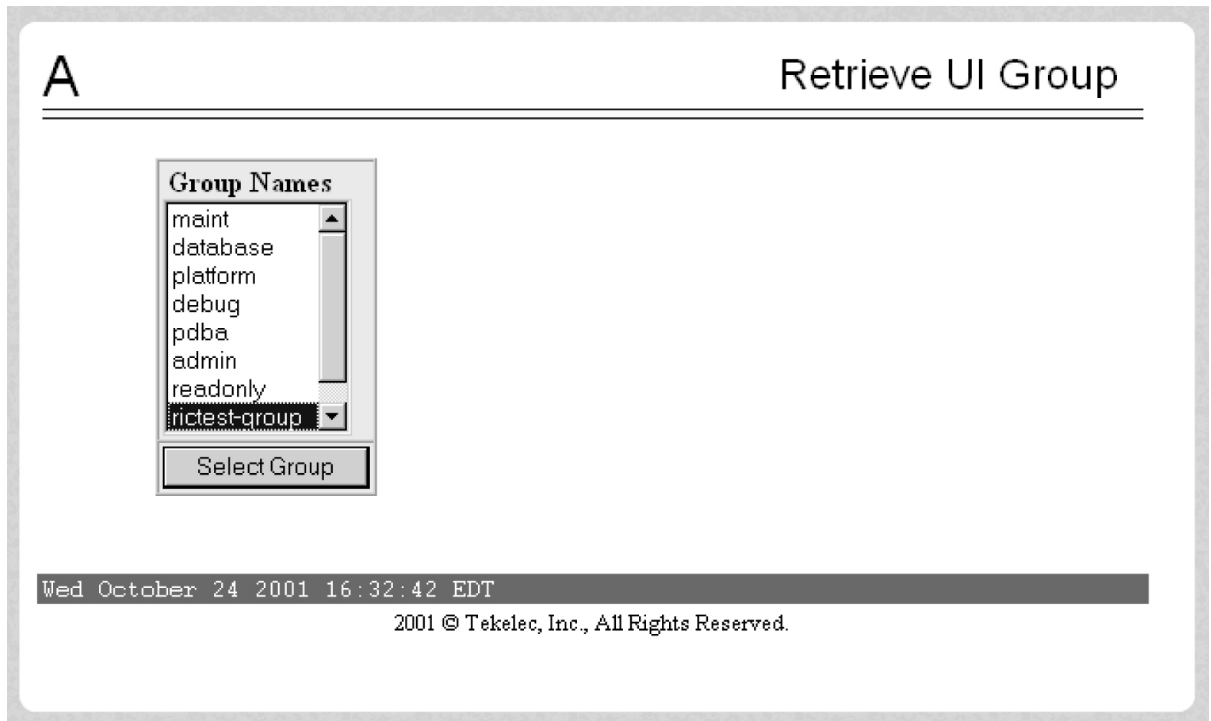 A
Retrieve UI Group
Group Names
maint
database
platform
debug
pdba
admin
readonly
rictest-group
Select Group
Wed October 24 2001 16:32:42 EDT
2001 © Tekelec, Inc., All Rights Reserved.